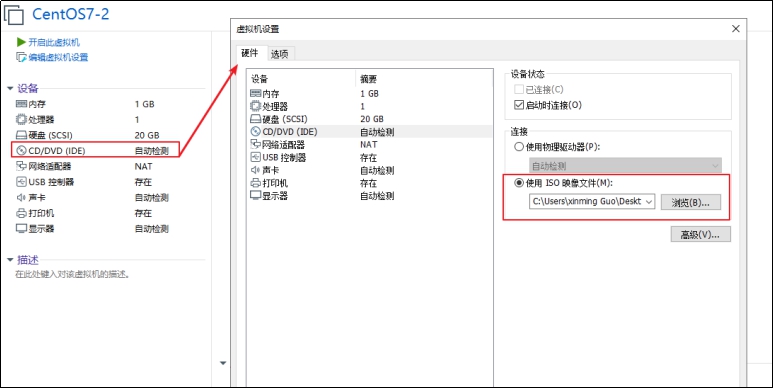 CentOS7-2
开启此虚拟机
编辑虚拟机设置
设备
内存 1 GB
处理器 1
硬盘 (SCSI) 20 GB
CD/DVD (IDE) 自动检测
网络适配器 NAT
USB 控制器 存在
声卡 自动检测
打印机 存在
显示器 自动检测
描述
在此处键入对该虚拟机的描述。
虚拟机设置
硬件 选项
设备 摘要
内存 1 GB
处理器 1
硬盘 (SCSI) 20 GB
CD/DVD (IDE) 自动检测
网络适配器 NAT
USB 控制器 存在
声卡 自动检测
打印机 存在
显示器 自动检测
设备状态
已连接(C)
启动时连接(O)
连接
使用物理驱动器(P):
自动检测
使用 ISO 映像文件(M):
C:\Users\xinming Guo\Deskt 浏览(B)...
高级(V)...